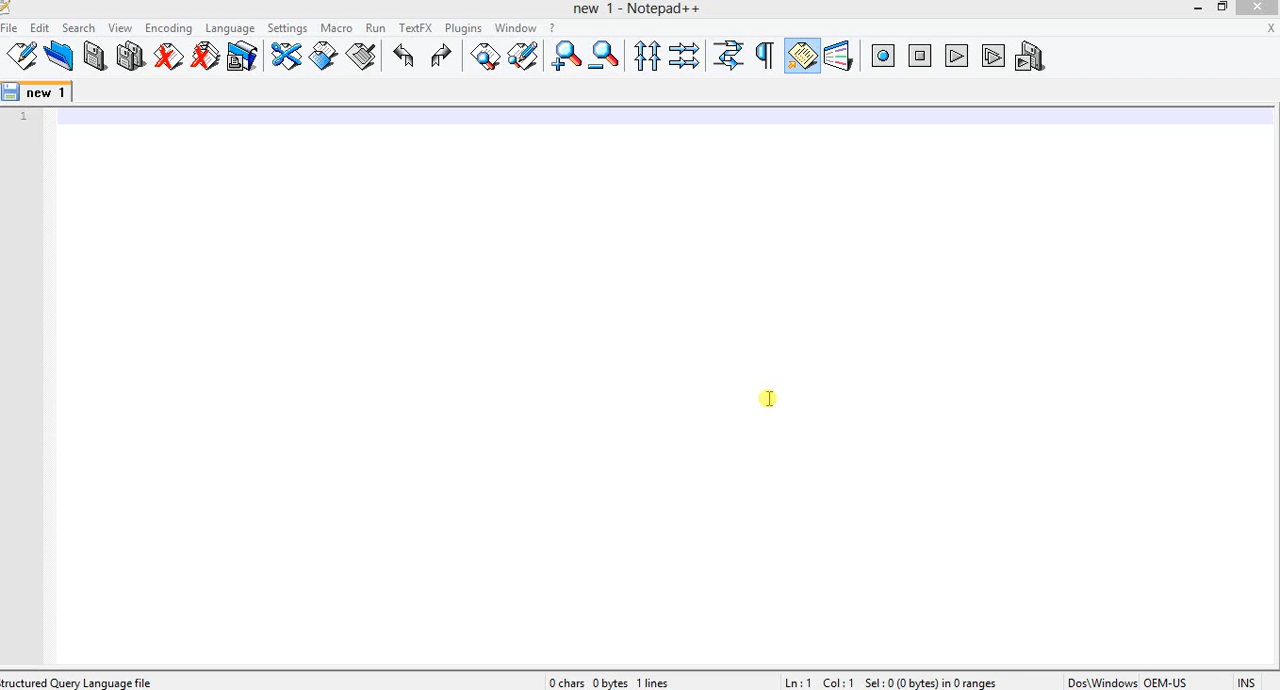 new 1 - Notepad++
File Edit Search View Encoding Language Settings Macro Run TextFX Plugins Window ? X
new 1
1
Structured Query Language file 0 chars 0 bytes 1 lines Ln : 1 Col : 1 Sel : 0 (0 bytes) in 0 ranges Dos\Windows OEM-US INS